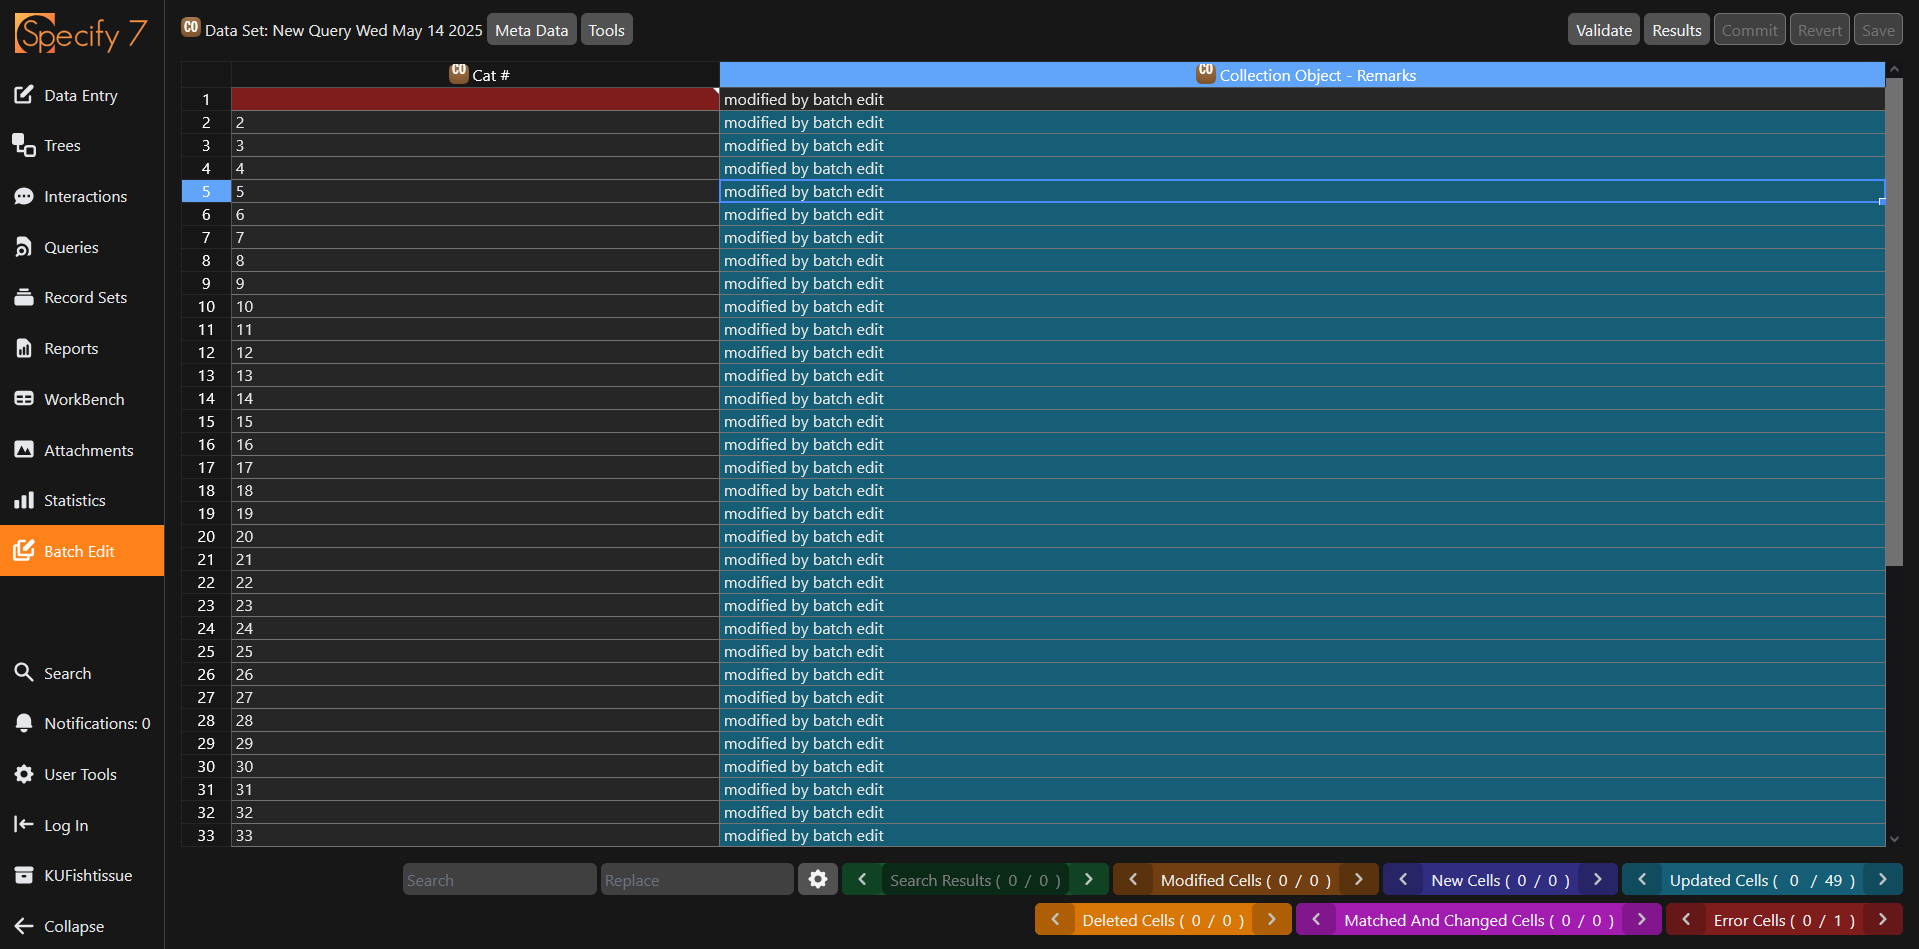 Specify 7
Data Entry
Trees
Interactions
Queries
Record Sets
Reports
WorkBench
Attachments
Statistics
Batch Edit
Search
Notifications: 0
User Tools
Log In
KUFishtissue
Collapse
CO Data Set: New Query Wed May 14 2025 Meta Data Tools Validate Results Commit Revert Save
CO Cat # CO Collection Object - Remarks
1 modified by batch edit
2 2 modified by batch edit
3 3 modified by batch edit
4 4 modified by batch edit
5 5 modified by batch edit
6 6 modified by batch edit
7 7 modified by batch edit
8 8 modified by batch edit
9 9 modified by batch edit
10 10 modified by batch edit
11 11 modified by batch edit
12 12 modified by batch edit
13 13 modified by batch edit
14 14 modified by batch edit
15 15 modified by batch edit
16 16 modified by batch edit
17 17 modified by batch edit
18 18 modified by batch edit
19 19 modified by batch edit
20 20 modified by batch edit
21 21 modified by batch edit
22 22 modified by batch edit
23 23 modified by batch edit
24 24 modified by batch edit
25 25 modified by batch edit
26 26 modified by batch edit
27 27 modified by batch edit
28 28 modified by batch edit
29 29 modified by batch edit
30 30 modified by batch edit
31 31 modified by batch edit
32 32 modified by batch edit
33 33 modified by batch edit
Search Replace Search Results ( 0 / 0 ) Modified Cells ( 0 / 0 ) New Cells ( 0 / 0 ) Updated Cells ( 0 / 49 )
Deleted Cells ( 0 / 0 ) Matched And Changed Cells ( 0 / 0 ) Error Cells ( 0 / 1 )